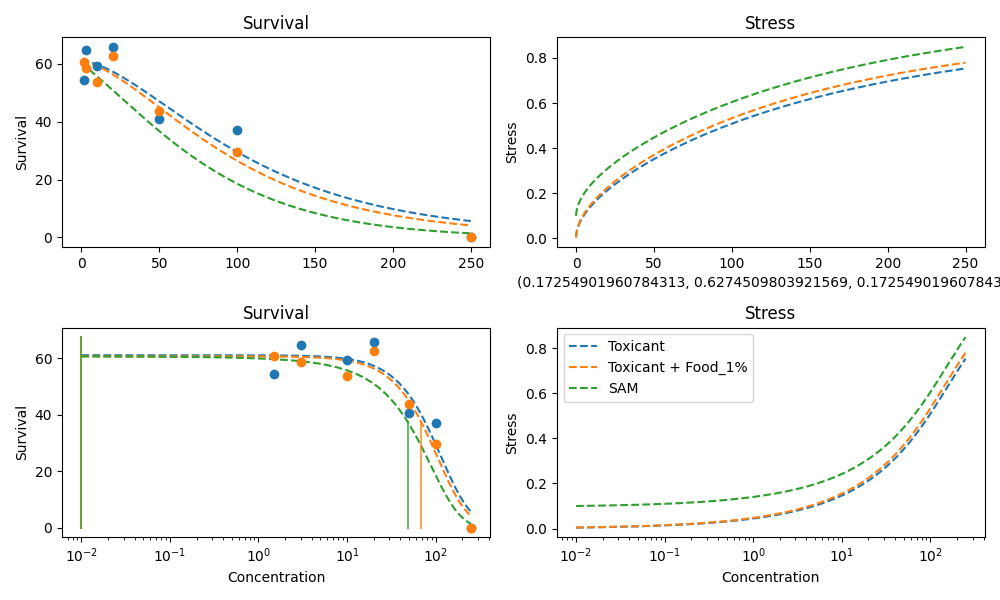 Survival
Stress
Survival
60
40
20
0
0 50 100 150 200 250
Stress
0.8
0.6
0.4
0.2
0.0
0 50 100 150 200 250
(0.17254901960784313, 0.6274509803921569, 0.172549019607843
Survival
Stress
Survival
60
40
20
0
10⁻² 10⁻¹ 10⁰ 10¹ 10²
Concentration
Stress
0.8
0.6
0.4
0.2
0.0
Toxicant
Toxicant + Food_1%
SAM
10⁻² 10⁻¹ 10⁰ 10¹ 10²
Concentration